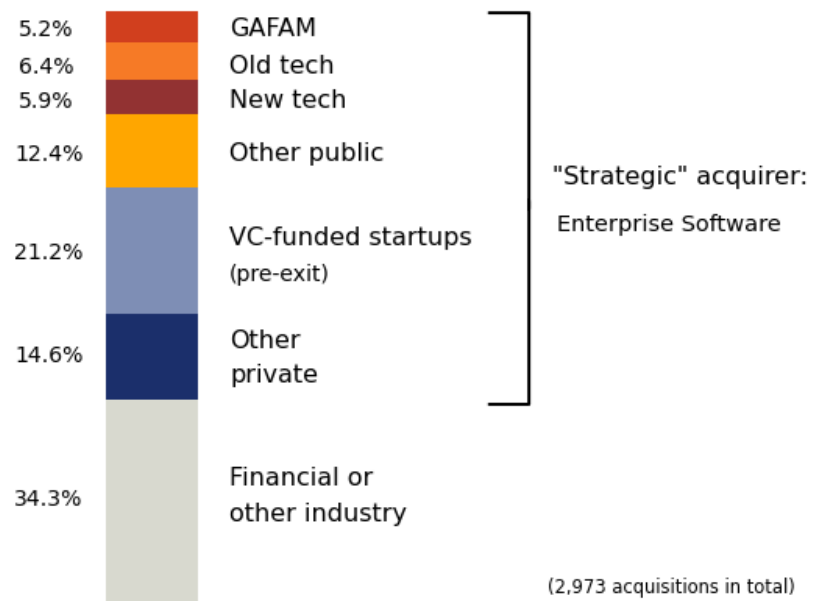 5.2%
GAFAM
6.4%
Old tech
5.9%
New tech
12.4%
Other public
21.2%
VC-funded startups
(pre-exit)
14.6%
Other
private
34.3%
Financial or
other industry
"Strategic" acquirer:
Enterprise Software
(2,973 acquisitions in total)